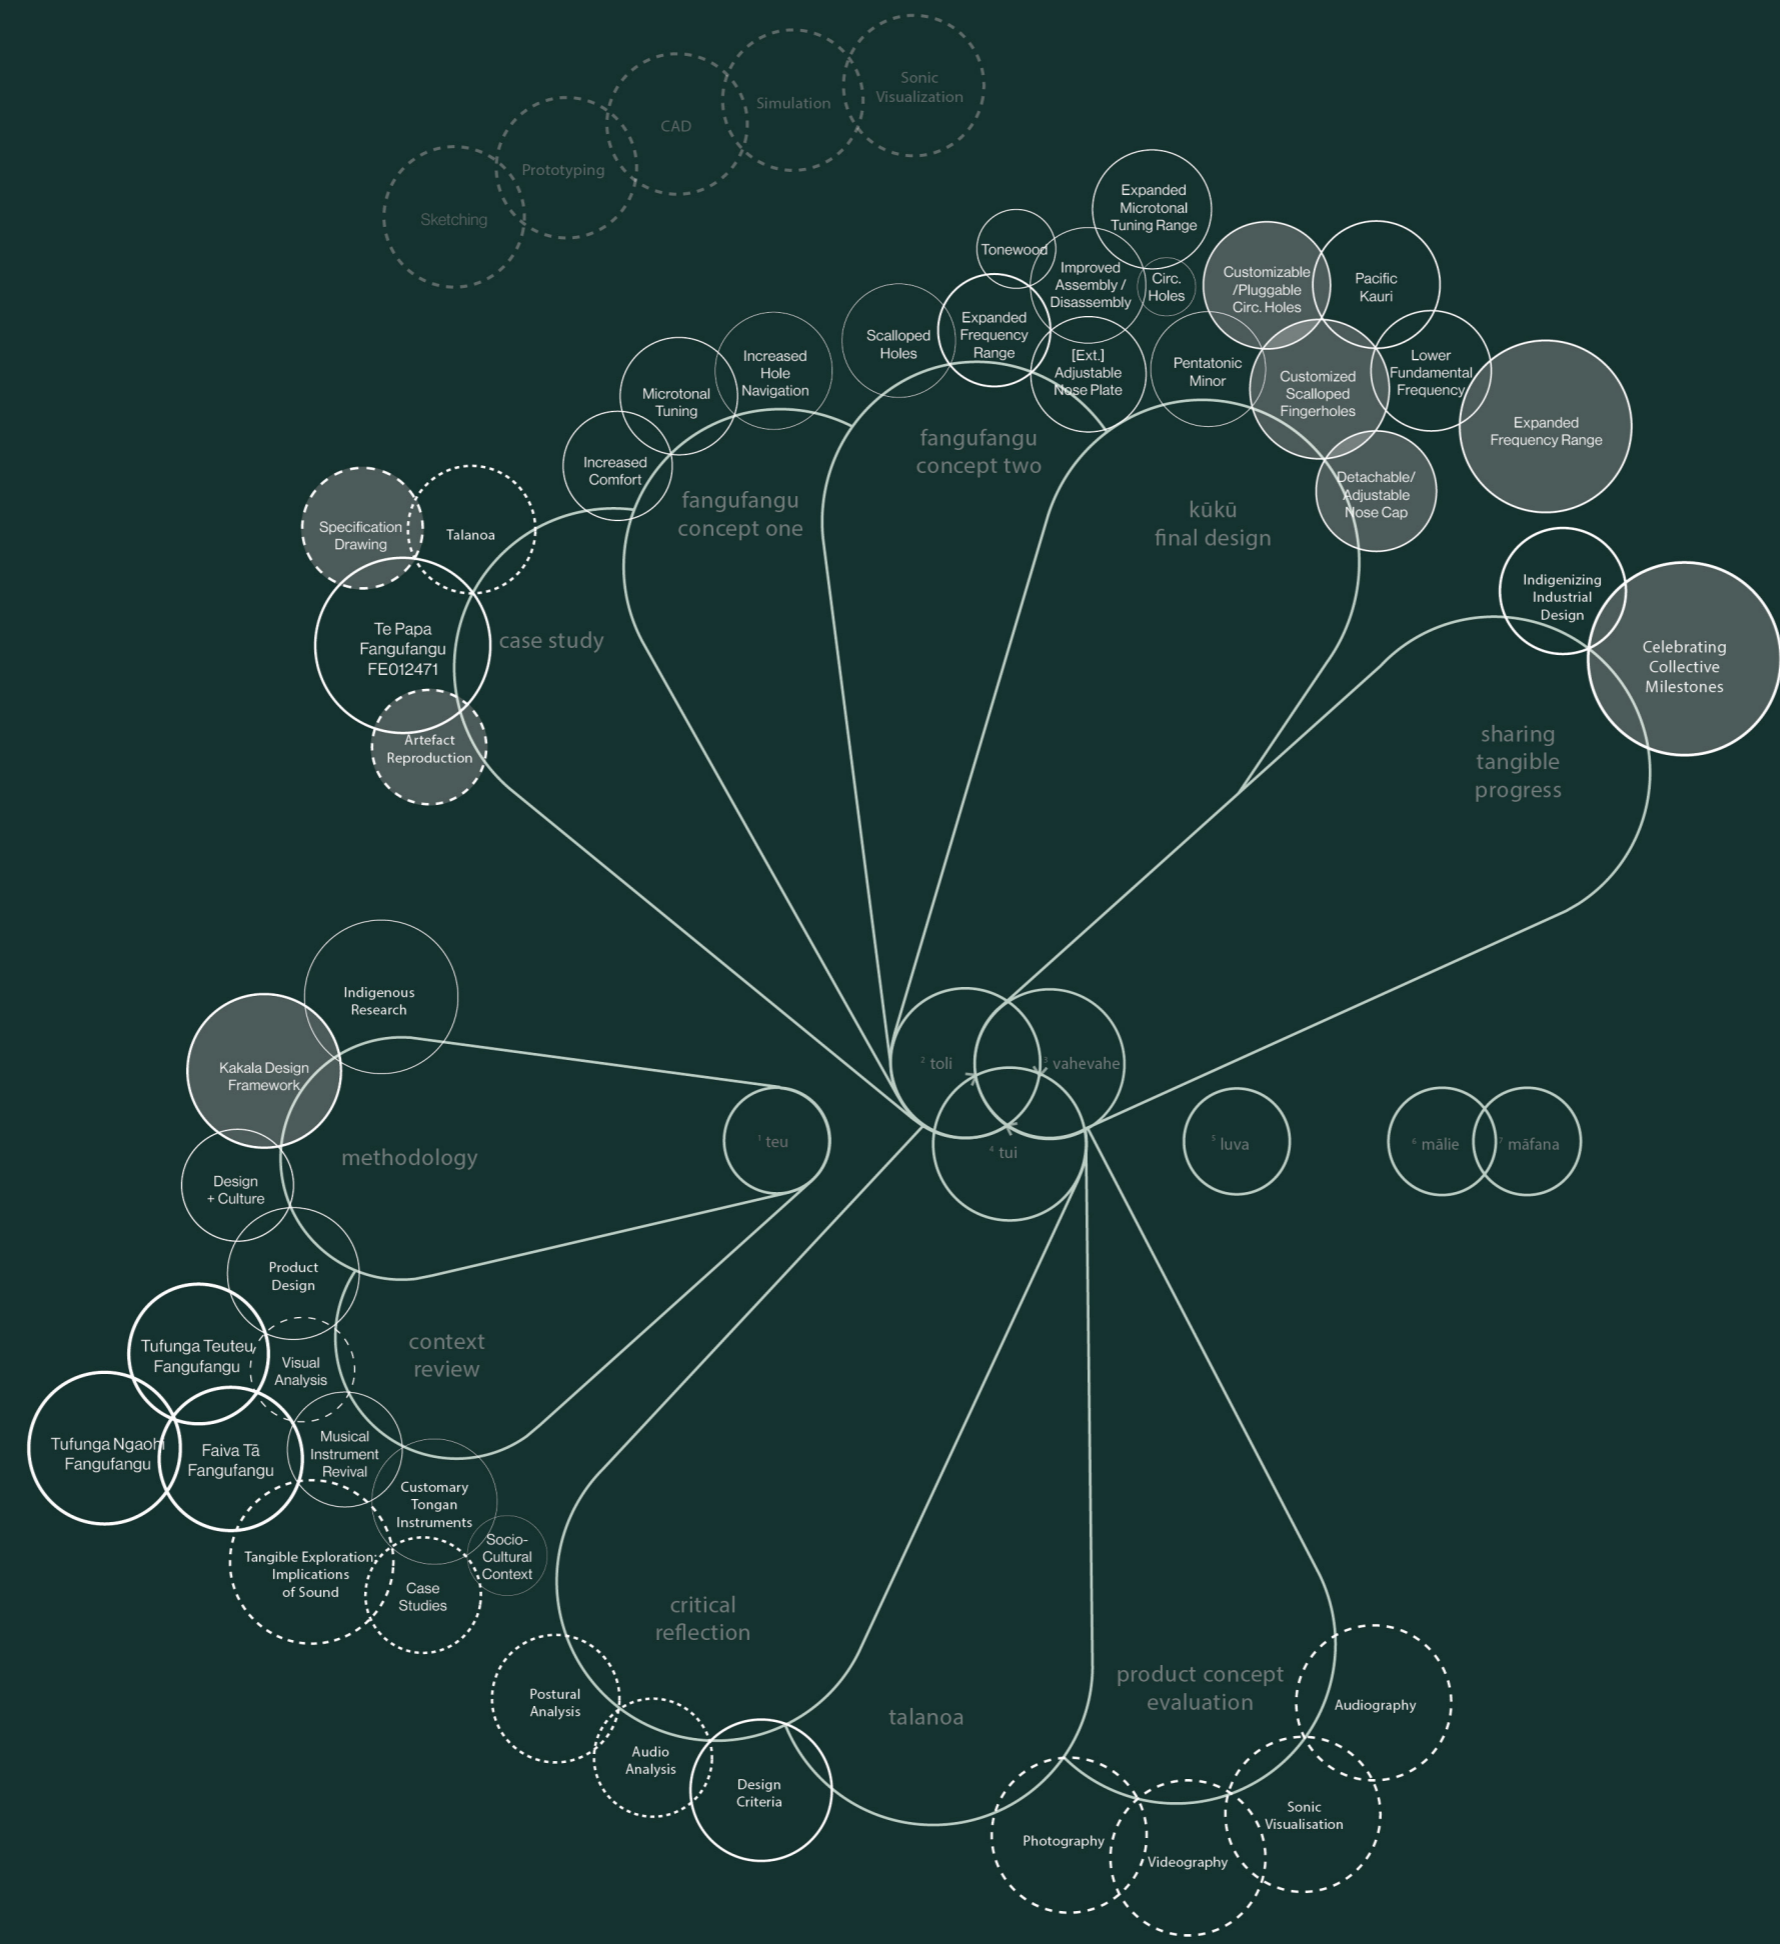 Sonic
Visualization
Simulation
CAD
Prototyping
Sketching
Expanded
Microtonal
Tuning Range
Tonewood
Improved
Assembly /
Disassembly
Circ.
Holes
Customizable
/Pluggable
Circ. Holes
Pacific
Kauri
Scalloped
Holes
Expanded
Frequency
Range
[Ext.]
Adjustable
Nose Plate
Pentatonic
Minor
Customized
Scalloped
Fingerholes
Lower
Fundamental
Frequency
Expanded
Frequency Range
Detachable/
Adjustable
Nose Cap
Increased
Hole
Navigation
Microtonal
Tuning
Increased
Comfort
fangufangu
concept one
fangufangu
concept two
kūkū
final design
Specification
Drawing
Talanoa
Te Papa
Fangufangu
FE012471
case study
Artefact
Reproduction
Indigenizing
Industrial
Design
Celebrating
Collective
Milestones
sharing
tangible
progress
Indigenous
Research
Kakala Design
Framework
methodology
Design
+ Culture
1 teu
2 toli
3 vahevahe
4 tui
5 luva
6 mālie
7 māfana
Product
Design
Tufunga Teuteu
Fangufangu
Visual
Analysis
context
review
Tufunga Ngaohi
Fangufangu
Faiva Tā
Fangufangu
Musical
Instrument
Revival
Customary
Tongan
Instruments
Socio-
Cultural
Context
Tangible Exploration:
Implications
of Sound
Case
Studies
critical
reflection
Postural
Analysis
Audio
Analysis
Design
Criteria
talanoa
product concept
evaluation
Audiography
Sonic
Visualisation
Photography
Videography